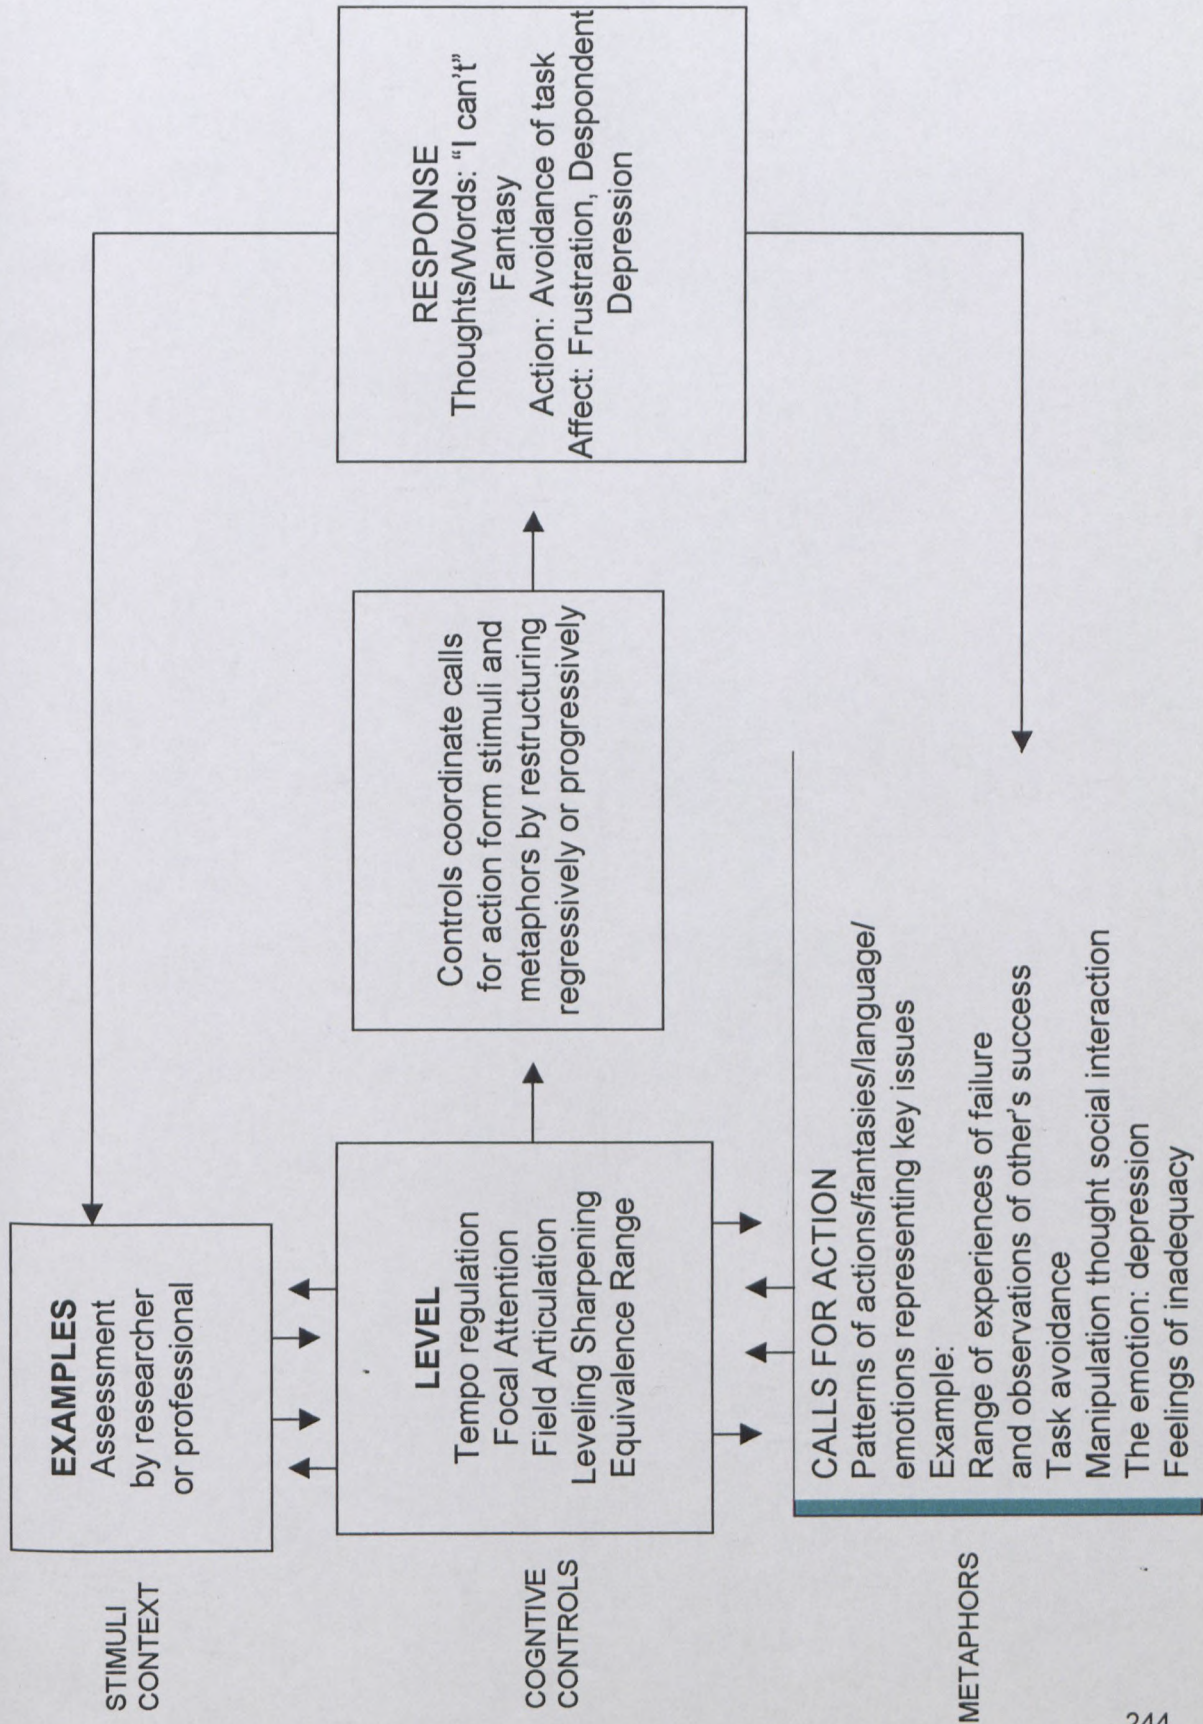 STIMULI
CONTEXT
EXAMPLES
Assessment
by researcher
or professional
COGNTIVE
CONTROLS
LEVEL
Tempo regulation
Focal Attention
Field Articulation
Leveling Sharpening
Equivalence Range
Controls coordinate calls
for action form stimuli and
metaphors by restructuring
regressively or progressively
RESPONSE
Thoughts/Words: “I can’t”
Fantasy
Action: Avoidance of task
Affect: Frustration, Despondent
Depression
METAPHORS
CALLS FOR ACTION
Patterns of actions/fantasies/language/
emotions representing key issues
Example:
Range of experiences of failure
and observations of other’s success
Task avoidance
Manipulation thought social interaction
The emotion: depression
Feelings of inadequacy
244